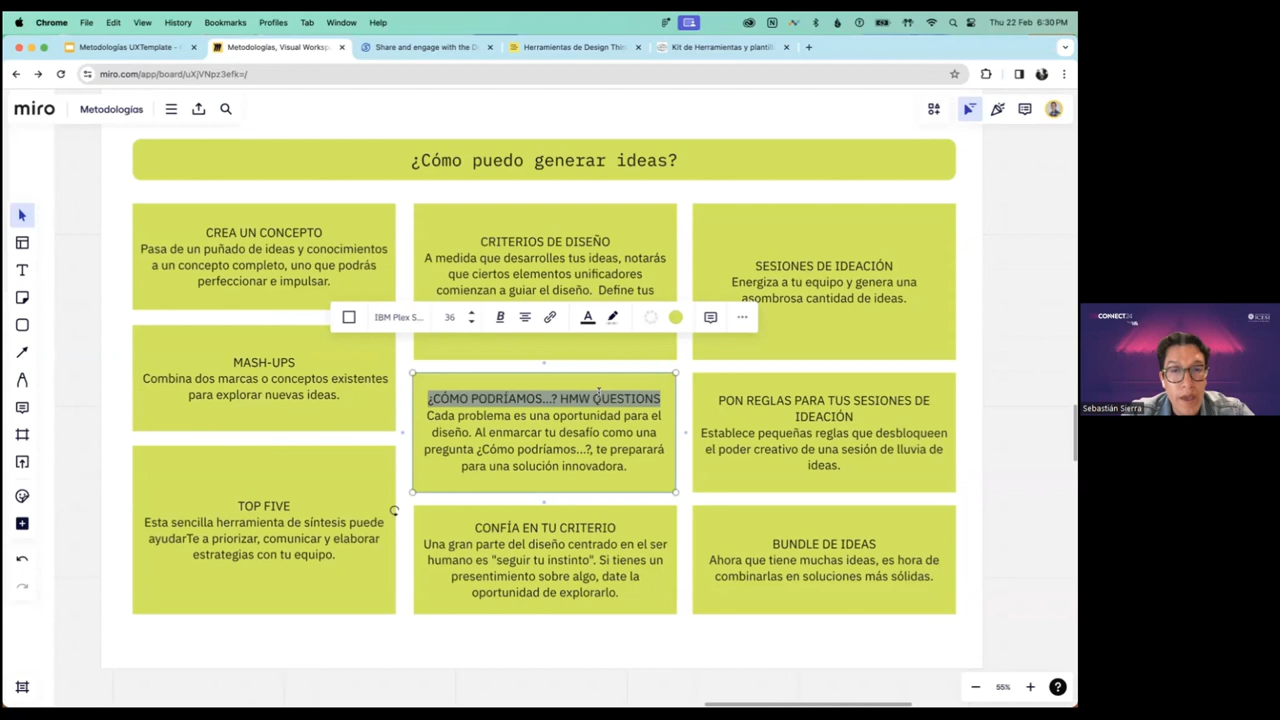 Chrome File Edit View History Bookmarks Profiles Tab Window Help
Thu 22 Feb 6:30 PM
Metodologías UXTemplate - G
Metodologías, Visual Worksp
Share and engage with the D
Herramientas de Design Thin
Kit de Herramientas y plantill
miro.com/app/board/uXjVNpz3efk=/
miro
Metodologías
¿Cómo puedo generar ideas?
CREA UN CONCEPTO
Pasa de un puñado de ideas y conocimientos
a un concepto completo, uno que podrás
perfeccionar e impulsar.
CRITERIOS DE DISEÑO
A medida que desarrolles tus ideas, notarás
que ciertos elementos unificadores
comienzan a guiar el diseño. Define tus
SESIONES DE IDEACIÓN
Energiza a tu equipo y genera una
asombrosa cantidad de ideas.
IBM Plex S...
36
B
A
MASH-UPS
Combina dos marcas o conceptos existentes
para explorar nuevas ideas.
¿CÓMO PODRÍAMOS...? HMW QUESTIONS
Cada problema es una oportunidad para el
diseño. Al enmarcar tu desafío como una
pregunta ¿Cómo podríamos...?, te preparará
para una solución innovadora.
PON REGLAS PARA TUS SESIONES DE
IDEACIÓN
Establece pequeñas reglas que desbloqueen
el poder creativo de una sesión de lluvia de
ideas.
TOP FIVE
Esta sencilla herramienta de síntesis puede
ayudarTe a priorizar, comunicar y elaborar
estrategias con tu equipo.
CONFÍA EN TU CRITERIO
Una gran parte del diseño centrado en el ser
humano es "seguir tu instinto". Si tienes un
presentimiento sobre algo, date la
oportunidad de explorarlo.
BUNDLE DE IDEAS
Ahora que tiene muchas ideas, es hora de
combinarlas en soluciones más sólidas.
55%
Sebastián Sierra